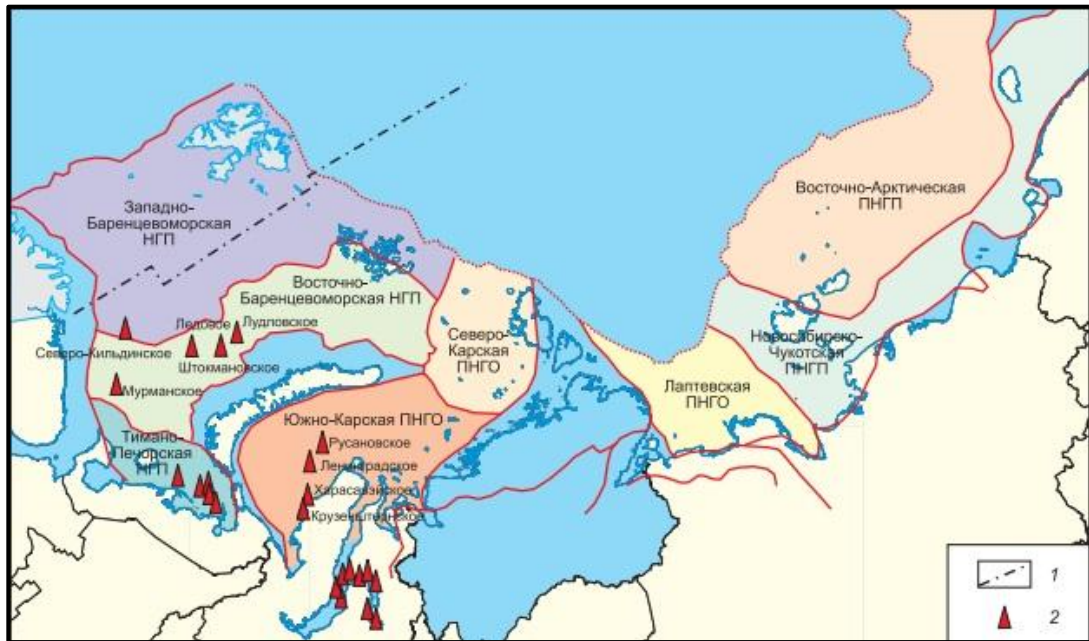 Западно-
Баренцевоморская
НГП
Восточно-
Баренцевоморская НГП
Ледовое
Лудловское
Северо-Кильдинское
Штокмановское
Мурманское
Тимано-
Печорская
НГП
Южно-Карская ПНГО
Русановское
Ленинградское
Харасавэйское
Крузенштернское
Северо-
Карская
ПНГО
Лаптевская
ПНГО
Восточно-Арктическая
ПНГП
Новосибирско-
Чукотская
ПНГП
1
2